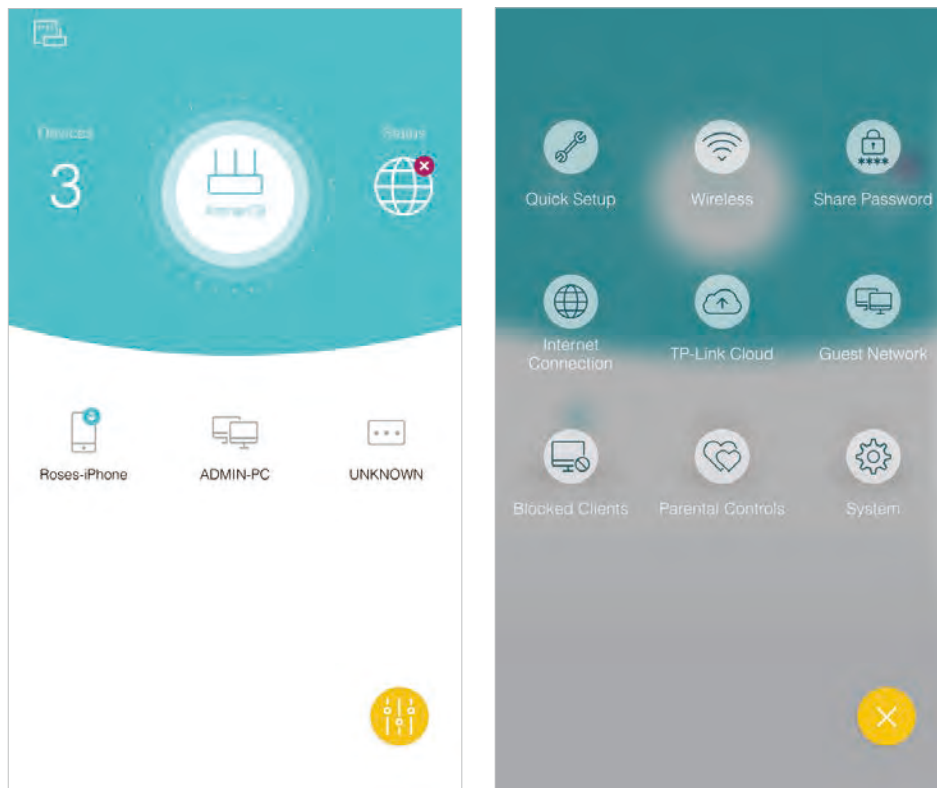 Devices
Status
3
Roses-iPhone
ADMIN-PC
UNKNOWN
Quick Setup
Wireless
Share Password
****
Internet
Connection
TP-Link Cloud
Guest Network
Blocked Clients
Parental Controls
System